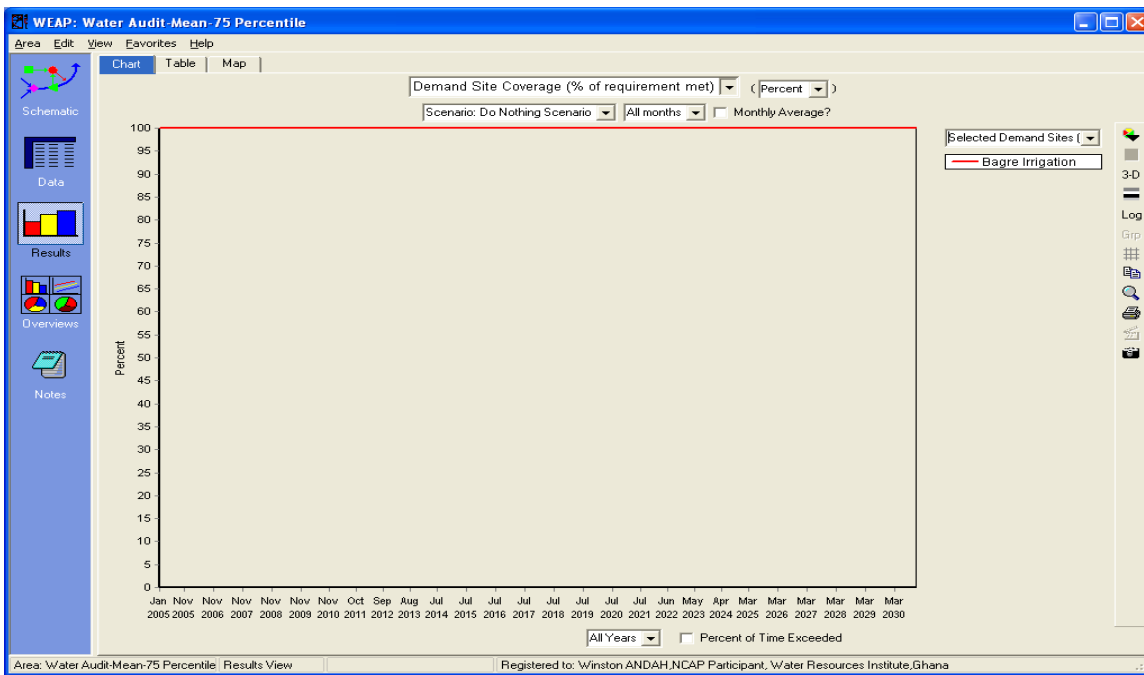 WEAP: Water Audit-Mean-75 Percentile
Area Edit View Favorites Help
Chart Table Map
Demand Site Coverage (% of requirement met) (Percent)
Scenario: Do Nothing Scenario All months Monthly Average?
Schematic
Data
Results
Overviews
Notes
Percent
100
95
90
85
80
75
70
65
60
55
50
45
40
35
30
25
20
15
10
5
0
Jan Nov Nov Nov Nov Nov Nov Oct Sep Aug Jul Jul Jul Jul Jul Jul Jul Jun May Apr Mar Mar Mar Mar Mar Mar
2005 2005 2006 2007 2008 2009 2010 2011 2012 2013 2014 2015 2016 2017 2018 2019 2020 2021 2022 2023 2024 2025 2026 2027 2028 2029 2030
Selected Demand Sites (
Bagre Irrigation
3-D
Log
Grp
All Years Percent of Time Exceeded
Area: Water Audit-Mean-75 Percentile Results View Registered to: Winston ANDAH,NCAP Participant, Water Resources Institute,Ghana